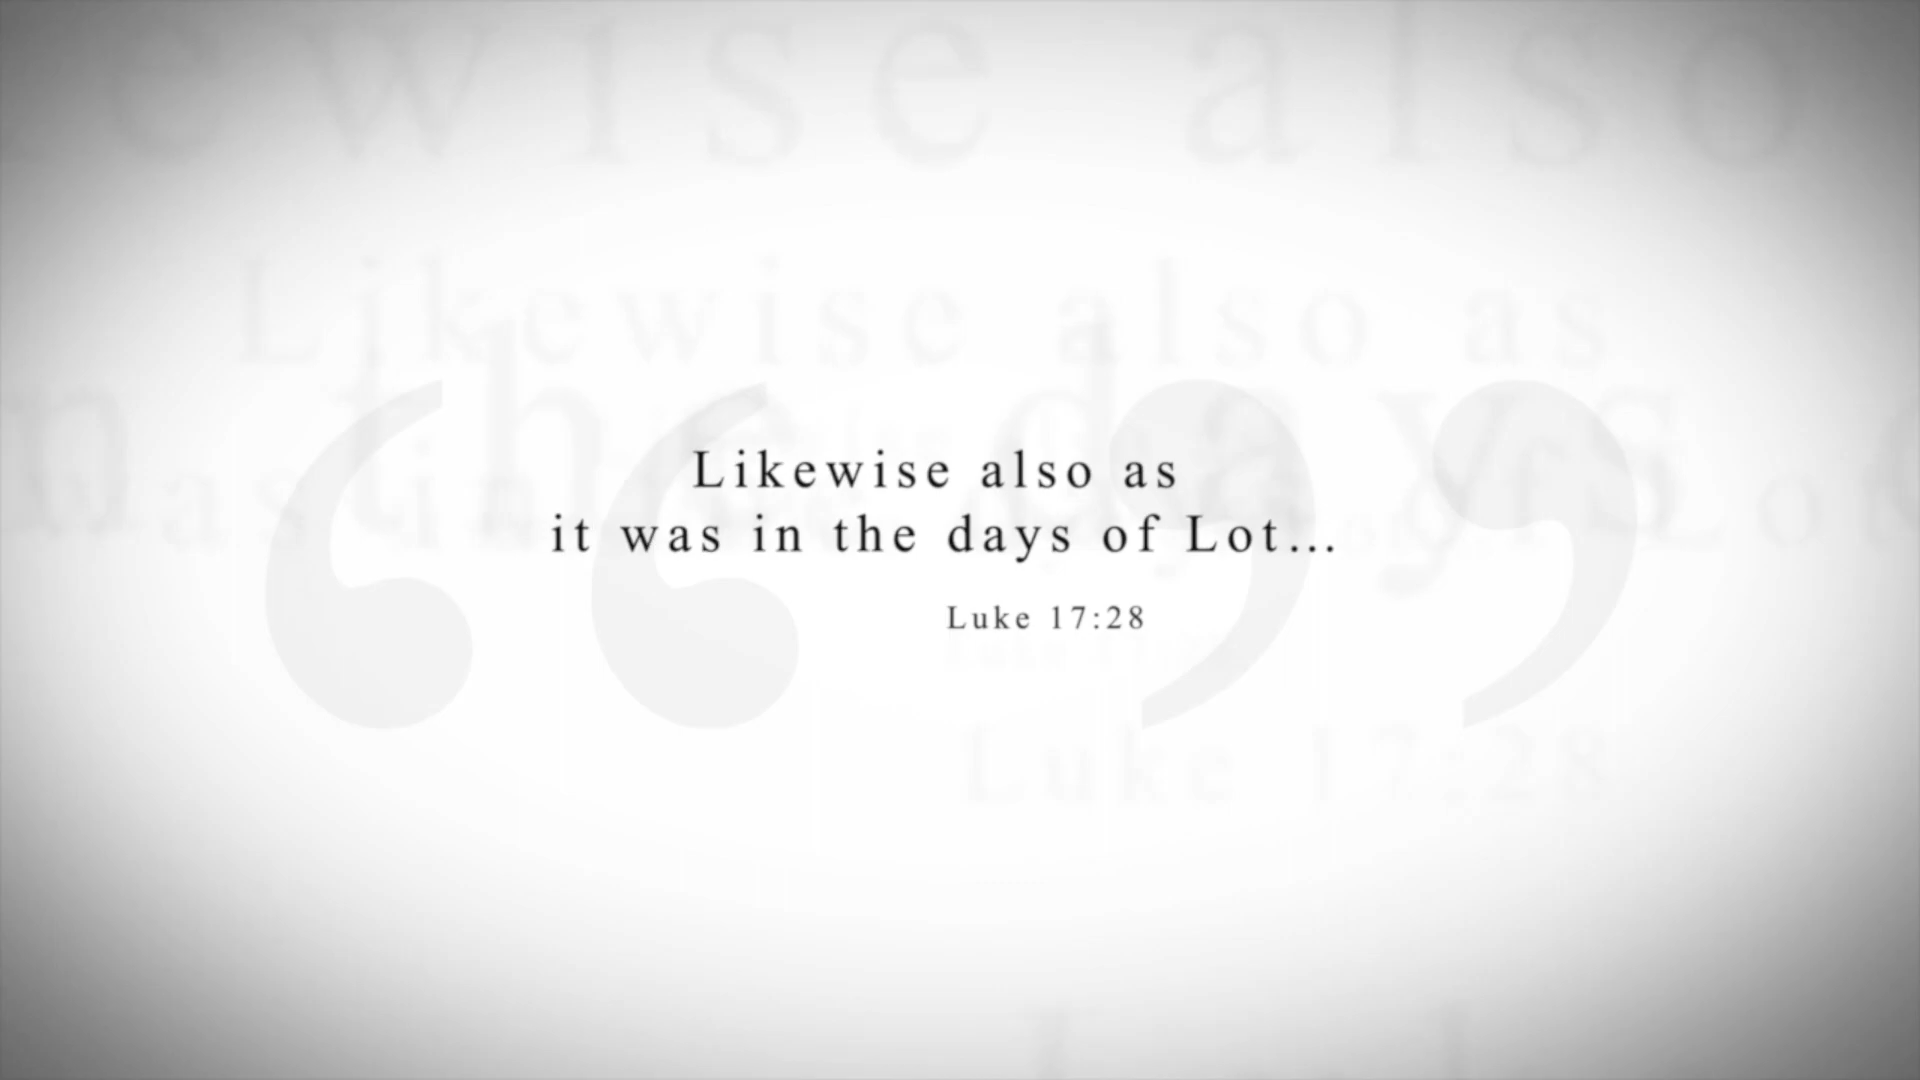 Likewise also as
it was in the days of Lot...
Luke 17:28